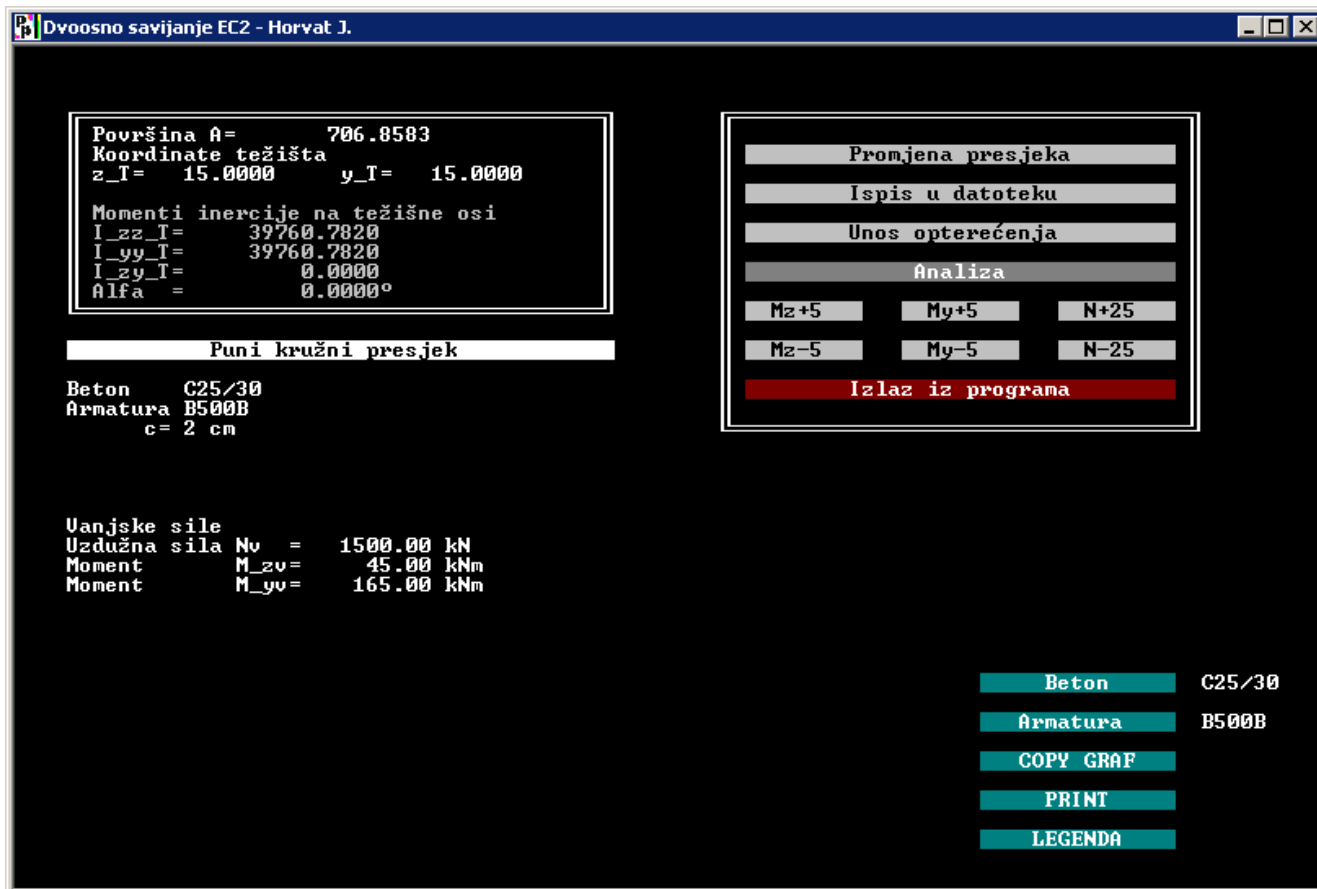 Dvoosno savijanje EC2 - Horvat J.
Površina A= 706.8583
Koordinate težišta
z_T= 15.0000 y_T= 15.0000
Momenti inercije na težišne osi
I_zz_T= 39760.7820
I_yy_T= 39760.7820
I_zy_T= 0.0000
Alfa = 0.0000º
Puni kružni presjek
Beton C25/30
Armatura B500B
c= 2 cm
Vanjske sile
Uzdužna sila Nv = 1500.00 kN
Moment M_zv= 45.00 kNm
Moment M_yv= 165.00 kNm
Promjena presjeka
Ispis u datoteku
Unos opterećenja
Analiza
Mz+5 My+5 N+25
Mz-5 My-5 N-25
Izlaz iz programa
Beton C25/30
Armatura B500B
COPY GRAF
PRINT
LEGENDA